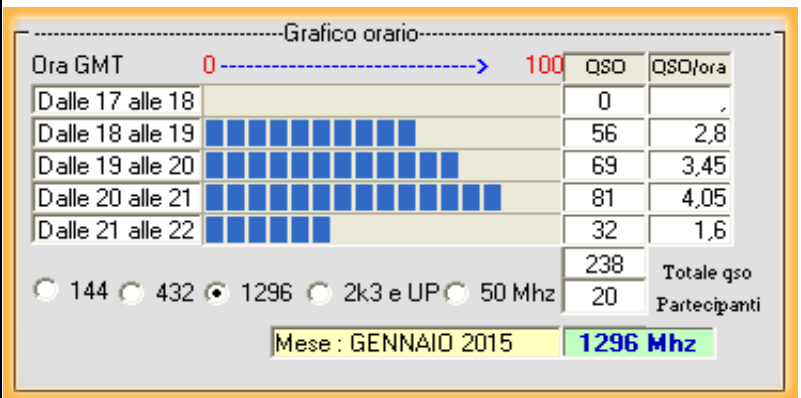 Grafico orario
Ora GMT 0 ----------------------------> 100 QSO QSO/ora
Dalle 17 alle 18 0 ,
Dalle 18 alle 19 56 2,8
Dalle 19 alle 20 69 3,45
Dalle 20 alle 21 81 4,05
Dalle 21 alle 22 32 1,6
238 Totale qso
144 432 1296 2k3 e UP 50 Mhz
20 Partecipanti
Mese : GENNAIO 2015 1296 Mhz